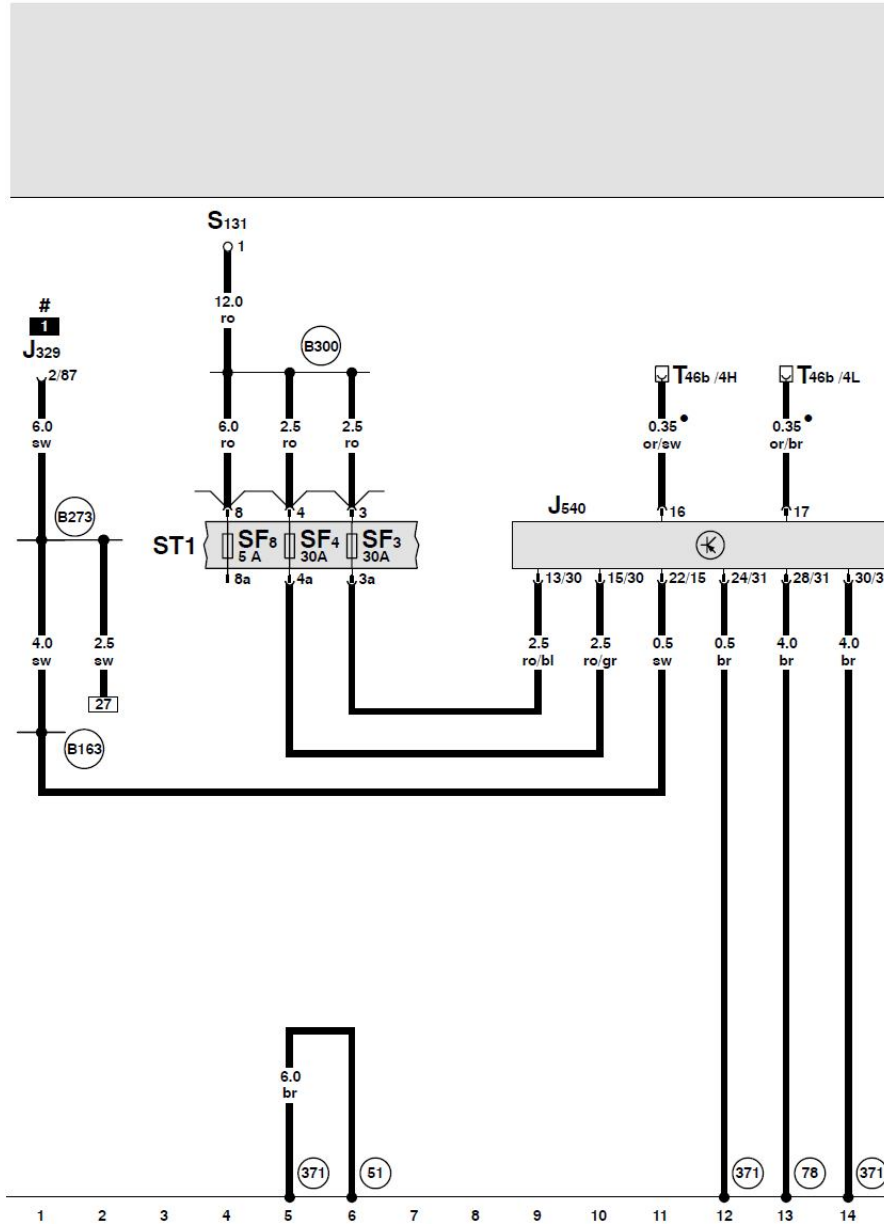 S131
1
12.0
ro
#
1
J329
2/87
B300
T46b /4H
T46b /4L
6.0
sw
6.0
ro
2.5
ro
2.5
ro
0.35
or/sw
0.35
or/br
B273
8
4
3
J540
16
17
ST1
SF8
5 A
SF4
30A
SF3
30A
8a
4a
3a
13/30
15/30
22/15
24/31
28/31
30/3
4.0
sw
2.5
sw
2.5
ro/bl
2.5
ro/gr
0.5
sw
0.5
br
4.0
br
4.0
br
27
B163
6.0
br
371
51
371
78
371
1 2 3 4 5 6 7 8 9 10 11 12 13 14